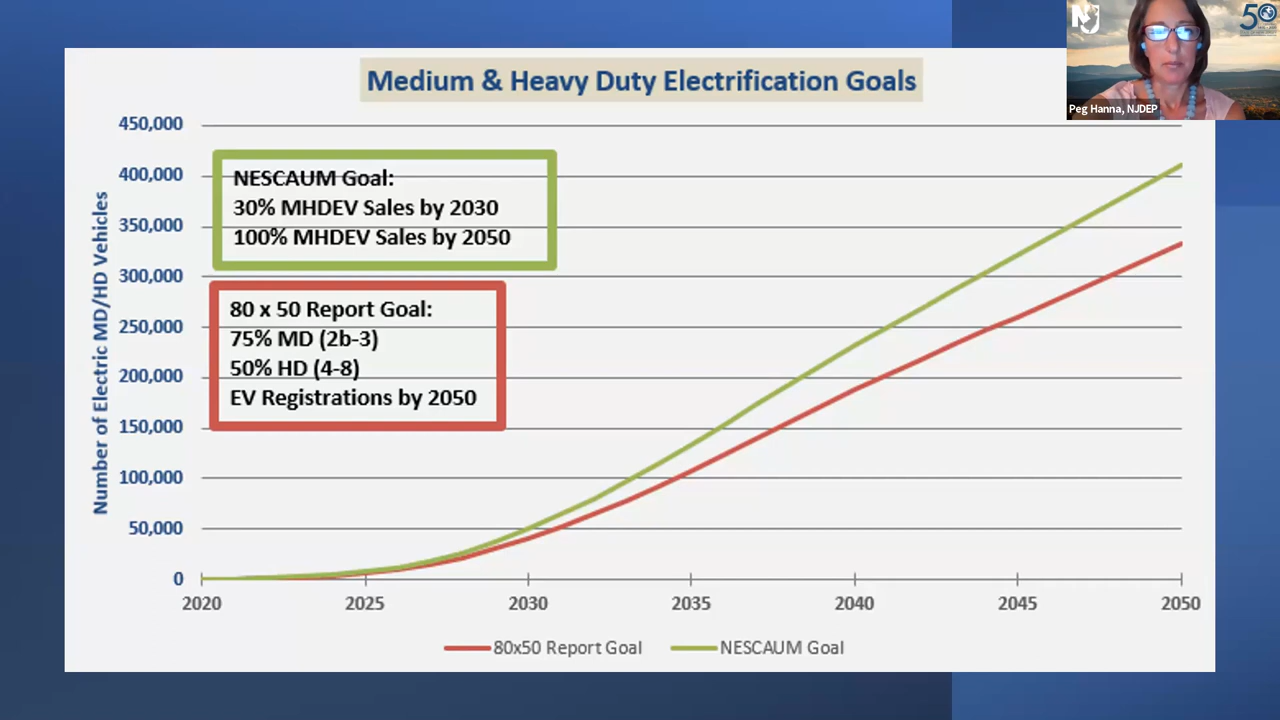 Medium & Heavy Duty Electrification Goals
50
Peg Hanna, NJDEP
Number of Electric MD/HD Vehicles
450,000
400,000
350,000
300,000
250,000
200,000
150,000
100,000
50,000
0
NESCAUM Goal:
30% MHDEV Sales by 2030
100% MHDEV Sales by 2050
80 x 50 Report Goal:
75% MD (2b-3)
50% HD (4-8)
EV Registrations by 2050
2020
2025
2030
2035
2040
2045
2050
80x50 Report Goal
NESCAUM Goal